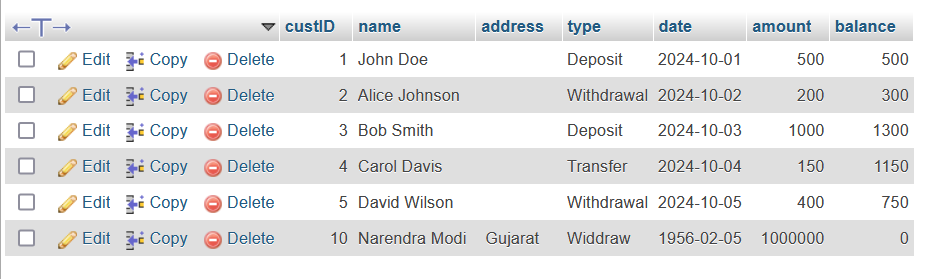 custID name address type date amount balance
Edit Copy Delete 1 John Doe Deposit 2024-10-01 500 500
Edit Copy Delete 2 Alice Johnson Withdrawal 2024-10-02 200 300
Edit Copy Delete 3 Bob Smith Deposit 2024-10-03 1000 1300
Edit Copy Delete 4 Carol Davis Transfer 2024-10-04 150 1150
Edit Copy Delete 5 David Wilson Withdrawal 2024-10-05 400 750
Edit Copy Delete 10 Narendra Modi Gujarat Widdraw 1956-02-05 1000000 0